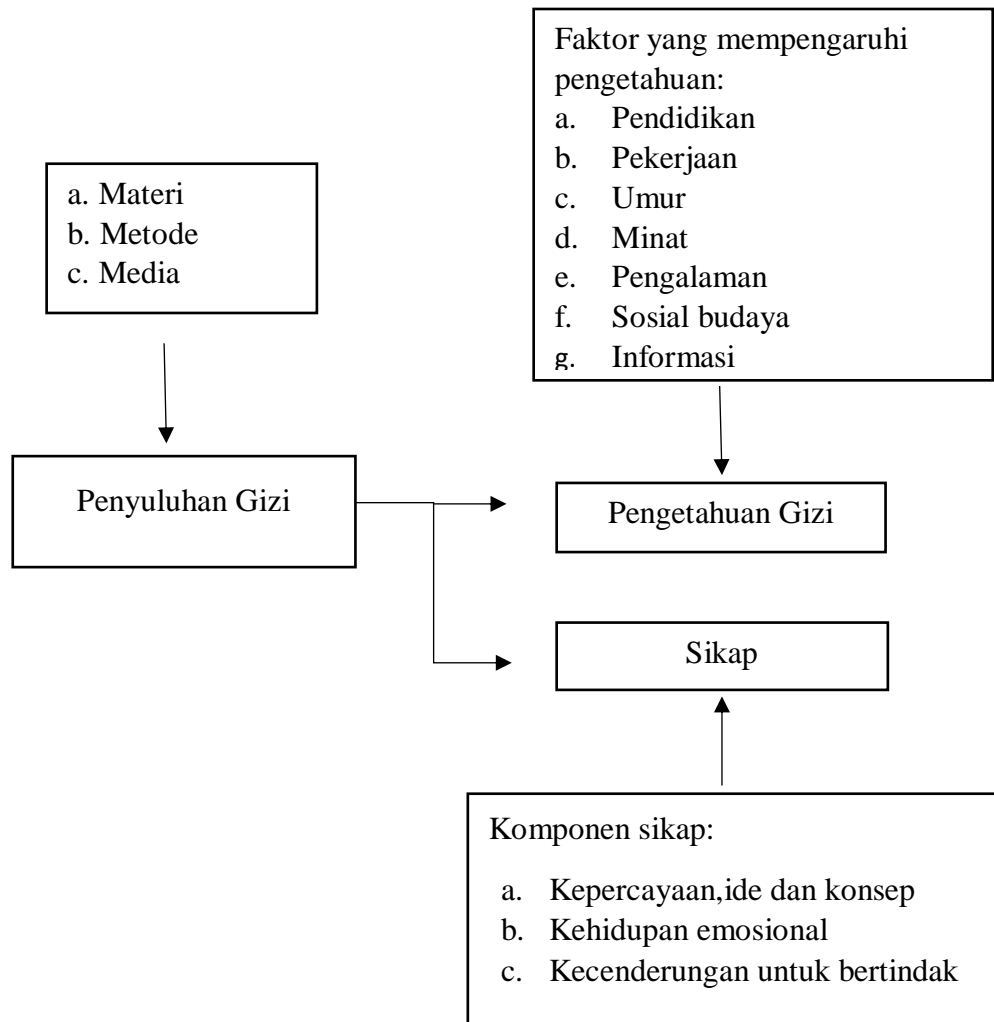 Faktor yang mempengaruhi
pengetahuan:
a. Pendidikan
b. Pekerjaan
c. Umur
d. Minat
e. Pengalaman
f. Sosial budaya
g. Informasi
a. Materi
b. Metode
c. Media
Penyuluhan Gizi
Pengetahuan Gizi
Sikap
Komponen sikap:
a. Kepercayaan,ide dan konsep
b. Kehidupan emosional
c. Kecenderungan untuk bertindak